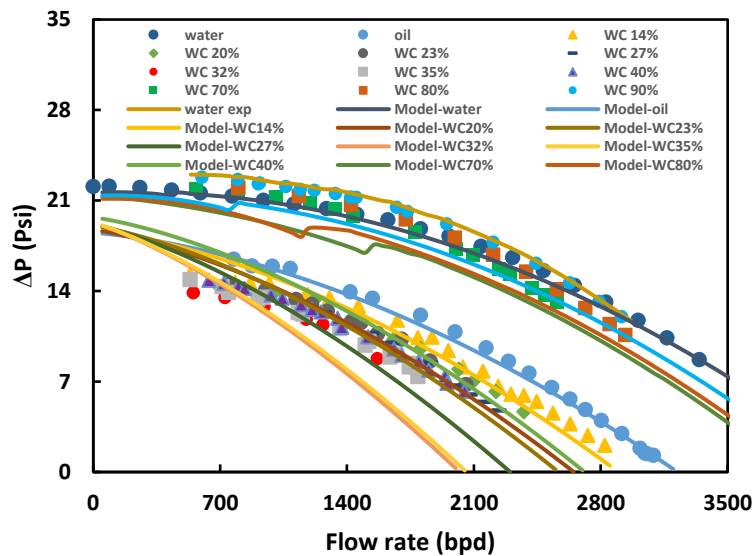 35
water oil WC 14%
WC 20% WC 23% WC 27%
WC 32% WC 35% WC 40%
WC 70% WC 80% WC 90%
water exp Model-water Model-oil
Model-WC14% Model-WC20% Model-WC23%
Model-WC27% Model-WC32% Model-WC35%
Model-WC40% Model-WC70% Model-WC80%
28
21
ΔP (Psi)
14
7
0
0 700 1400 2100 2800 3500
Flow rate (bpd)